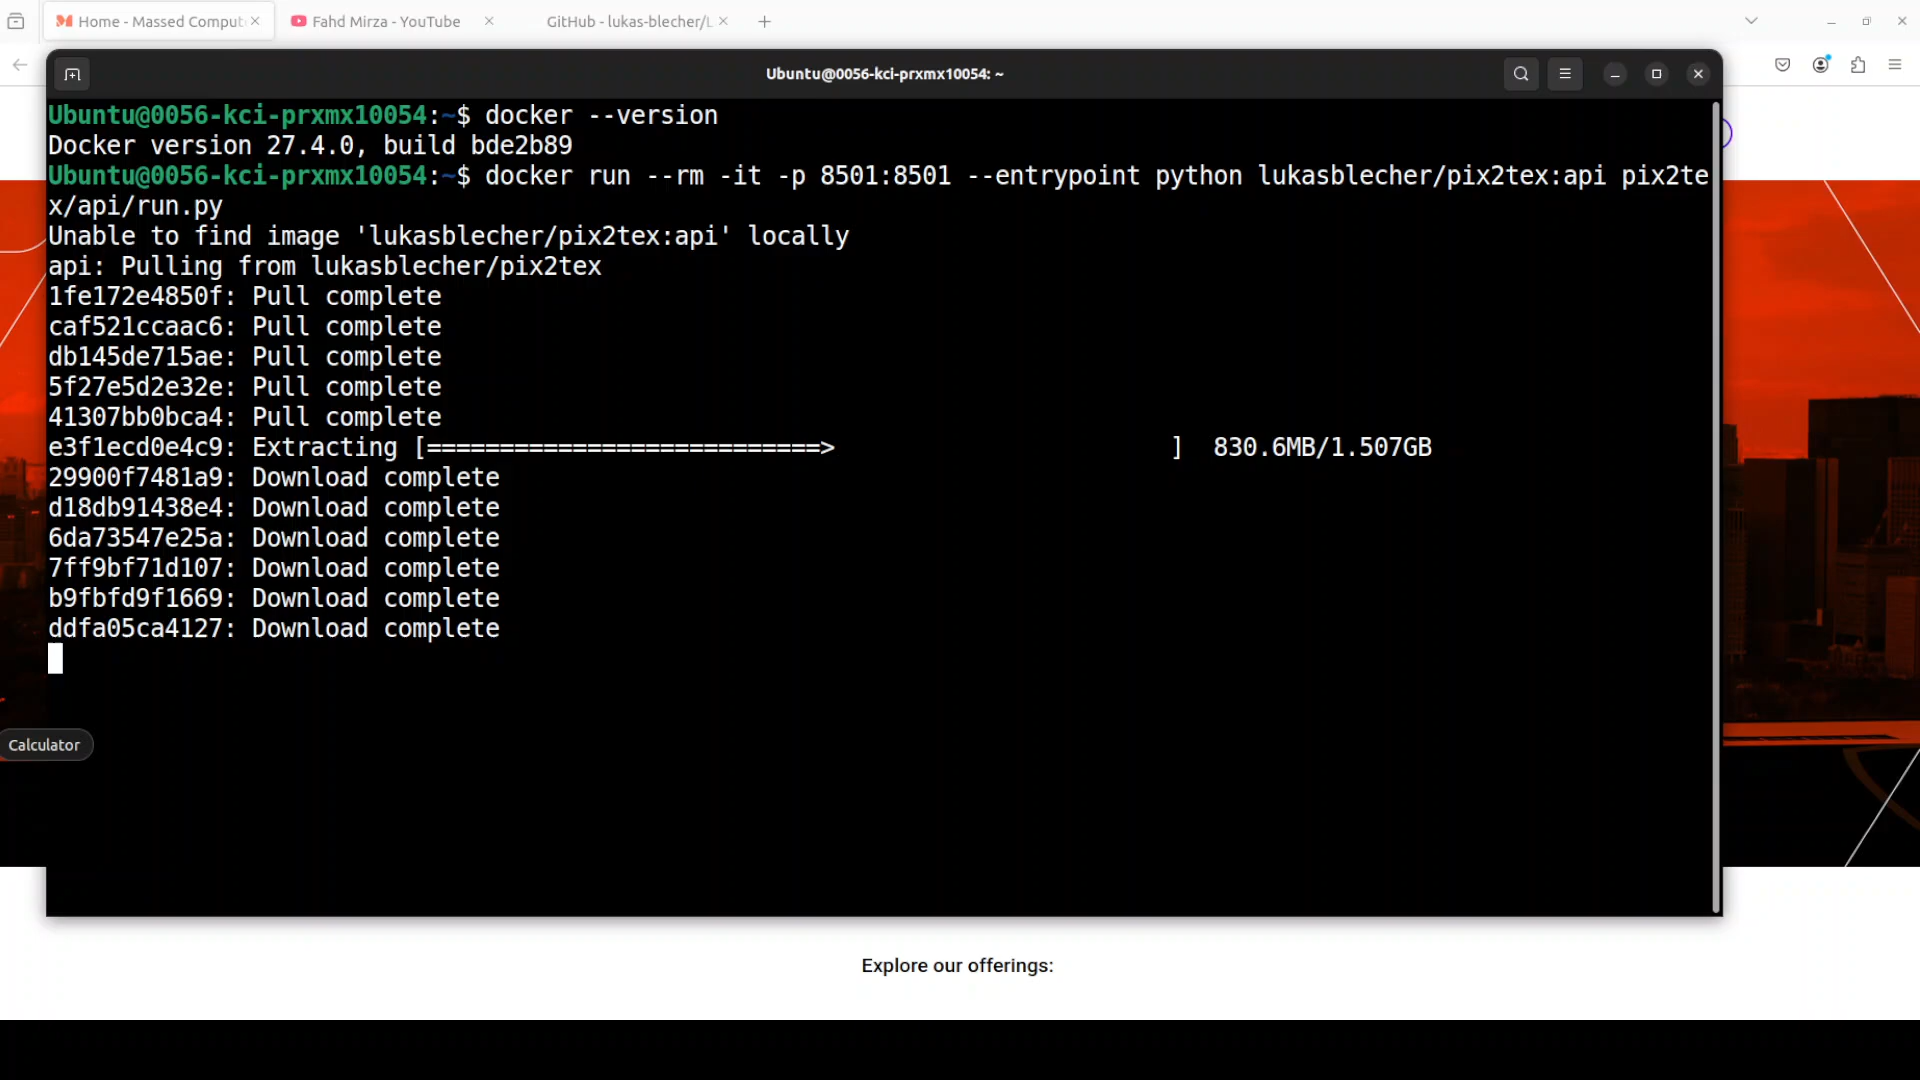 Home - Massed Comput
Fahd Mirza - YouTube
GitHub - lukas-blecher/L
Ubuntu@0056-kci-prxmx10054: ~
Ubuntu@0056-kci-prxmx10054:~$ docker --version
Docker version 27.4.0, build bde2b89
Ubuntu@0056-kci-prxmx10054:~$ docker run --rm -it -p 8501:8501 --entrypoint python lukasblecher/pix2tex:api pix2te
x/api/run.py
Unable to find image 'lukasblecher/pix2tex:api' locally
api: Pulling from lukasblecher/pix2tex
1fe172e4850f: Pull complete
caf521ccaac6: Pull complete
db145de715ae: Pull complete
5f27e5d2e32e: Pull complete
41307bb0bca4: Pull complete
e3f1ecd0e4c9: Extracting [===========================>                       ]  830.6MB/1.507GB
29900f7481a9: Download complete
d18db91438e4: Download complete
6da73547e25a: Download complete
7ff9bf71d107: Download complete
b9fbfd9f1669: Download complete
ddfa05ca4127: Download complete
Calculator
Explore our offerings: